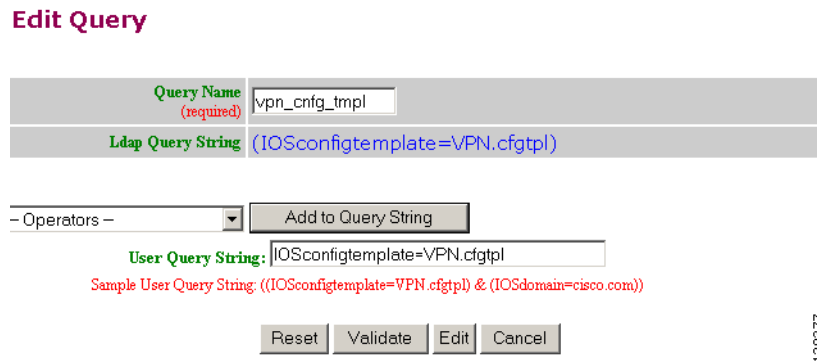 Edit Query
Query Name
(required)
vpn_cnfg_tmpl
Ldap Query String (IOSconfigtemplate=VPN.cfgtpl)
– Operators –
Add to Query String
User Query String: IOSconfigtemplate=VPN.cfgtpl
Sample User Query String: ((IOSconfigtemplate=VPN.cfgtpl) & (IOSdomain=cisco.com))
Reset Validate Edit Cancel